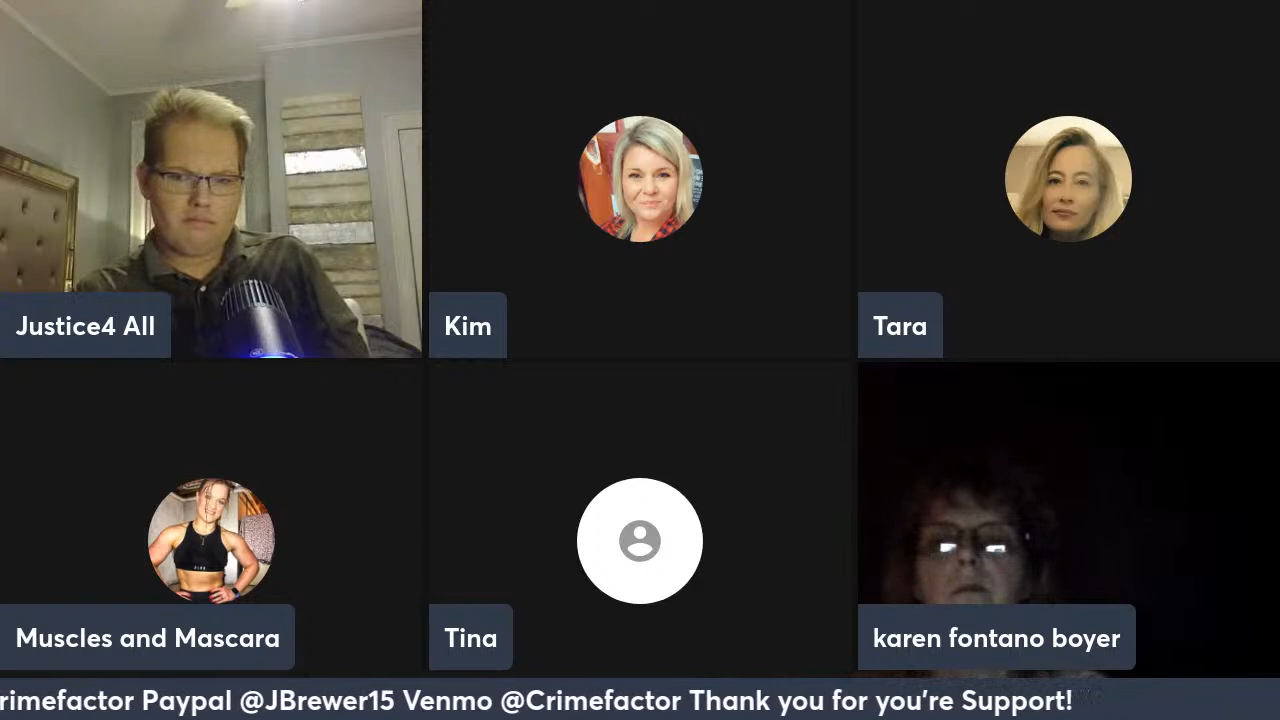 Justice4 All
Kim
Tara
Muscles and Mascara
Tina
karen fontano boyer
rimefactor Paypal @JBrewer15 Venmo @Crimefactor Thank you for you're Support!